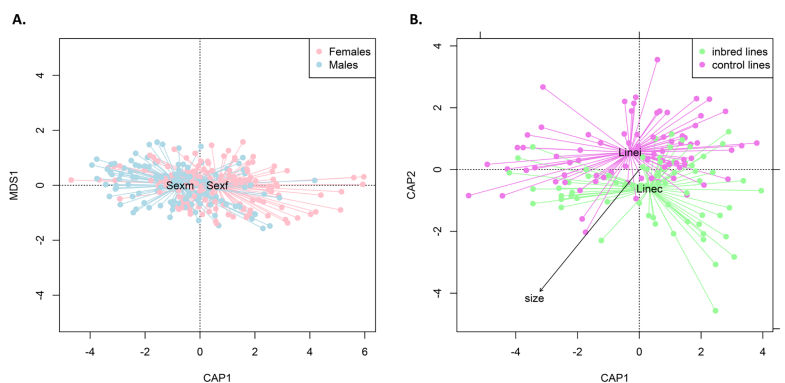 A.
Females
Males
MDS1
4
2
0
-2
-4
Sexm
Sexf
-4
-2
0
2
4
6
CAP1
B.
inbred lines
control lines
CAP2
4
2
0
-2
-4
Linei
Linec
size
-4
-2
0
2
4
CAP1